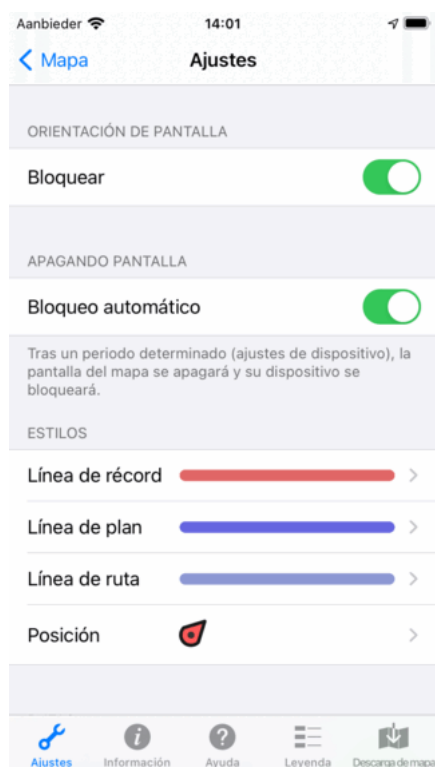 Aanbieder 14:01
Mapa Ajustes
ORIENTACIÓN DE PANTALLA
Bloquear
APAGANDO PANTALLA
Bloqueo automático
Tras un periodo determinado (ajustes de dispositivo), la
pantalla del mapa se apagará y su dispositivo se
bloqueará.
ESTILOS
Línea de récord
Línea de plan
Línea de ruta
Posición
Ajustes Información Ayuda Leyenda Descarga de mapa